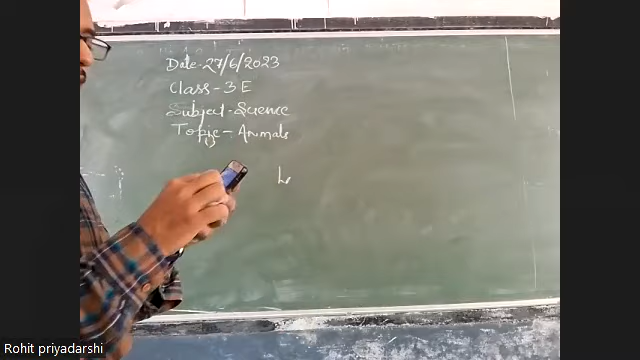 Date-27/6/2023
Class-3E
Subject-Science
Topic-Animals
Rohit priyadarshi